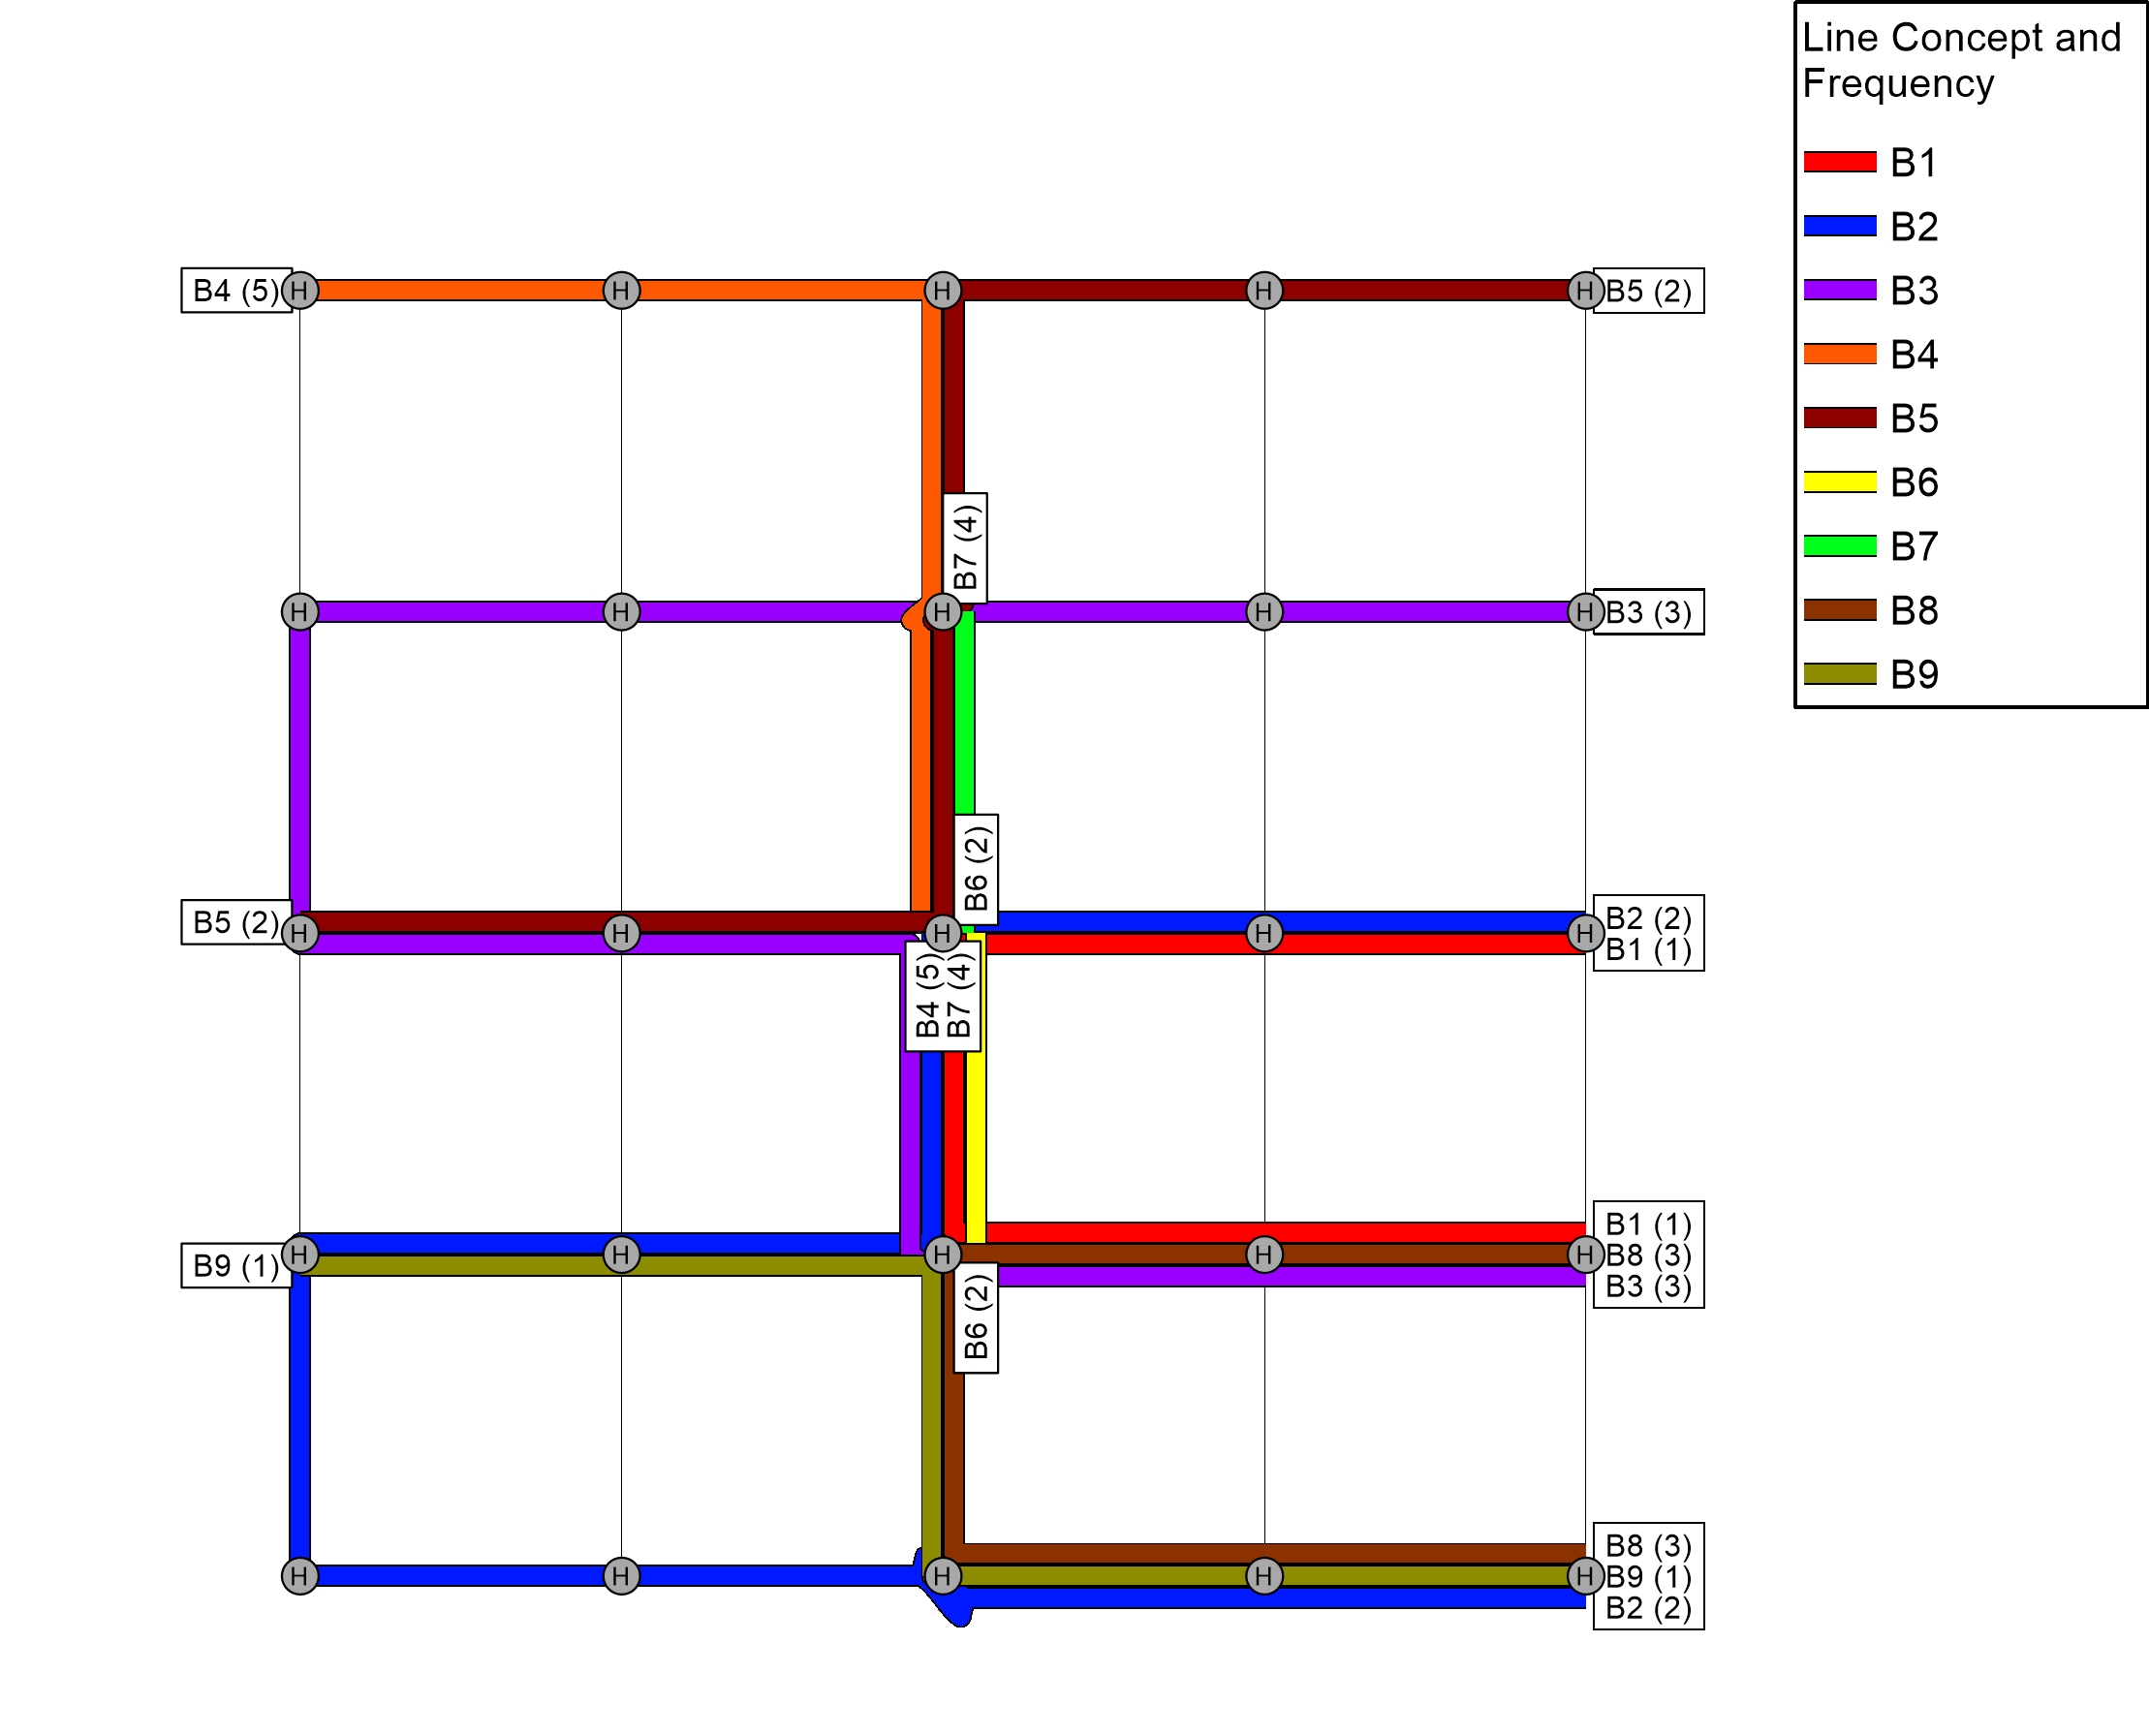 Line Concept and
Frequency
B1
B2
B3
B4
B5
B6
B7
B8
B9
B4 (5)
H
H
H
H
H
B5 (2)
B7 (4)
H
H
H
H
H
B3 (3)
B6 (2)
B5 (2)
H
H
H
H
H
B2 (2)
B1 (1)
B4 (5)
B7 (4)
B9 (1)
H
H
H
H
H
B1 (1)
B8 (3)
B3 (3)
B6 (2)
H
H
H
H
H
B8 (3)
B9 (1)
B2 (2)